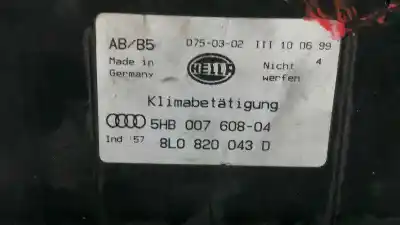 AB/B5 075-03-02 III 10 06 99
Made in HELLA Nicht 4
Germany werfen
Klimabetätigung
5HB 007 608-04
Ind 57 8L0 820 043 D